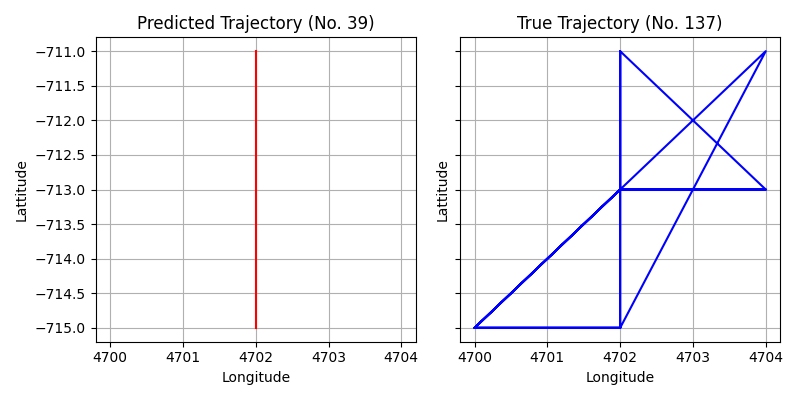 Predicted Trajectory (No. 39)
Lattitude
−711.0
−711.5
−712.0
−712.5
−713.0
−713.5
−714.0
−714.5
−715.0
4700 4701 4702 4703 4704
Longitude
True Trajectory (No. 137)
Lattitude
4700 4701 4702 4703 4704
Longitude